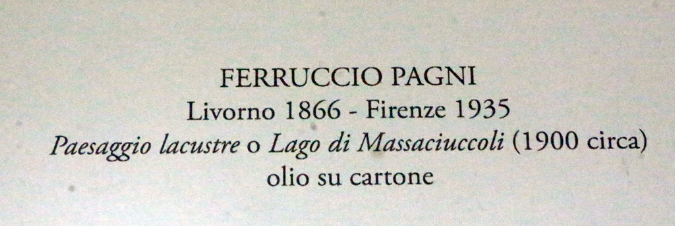 FERRUCCIO PAGNI
Livorno 1866 - Firenze 1935
Paesaggio lacustre o Lago di Massaciuccoli (1900 circa)
olio su cartone